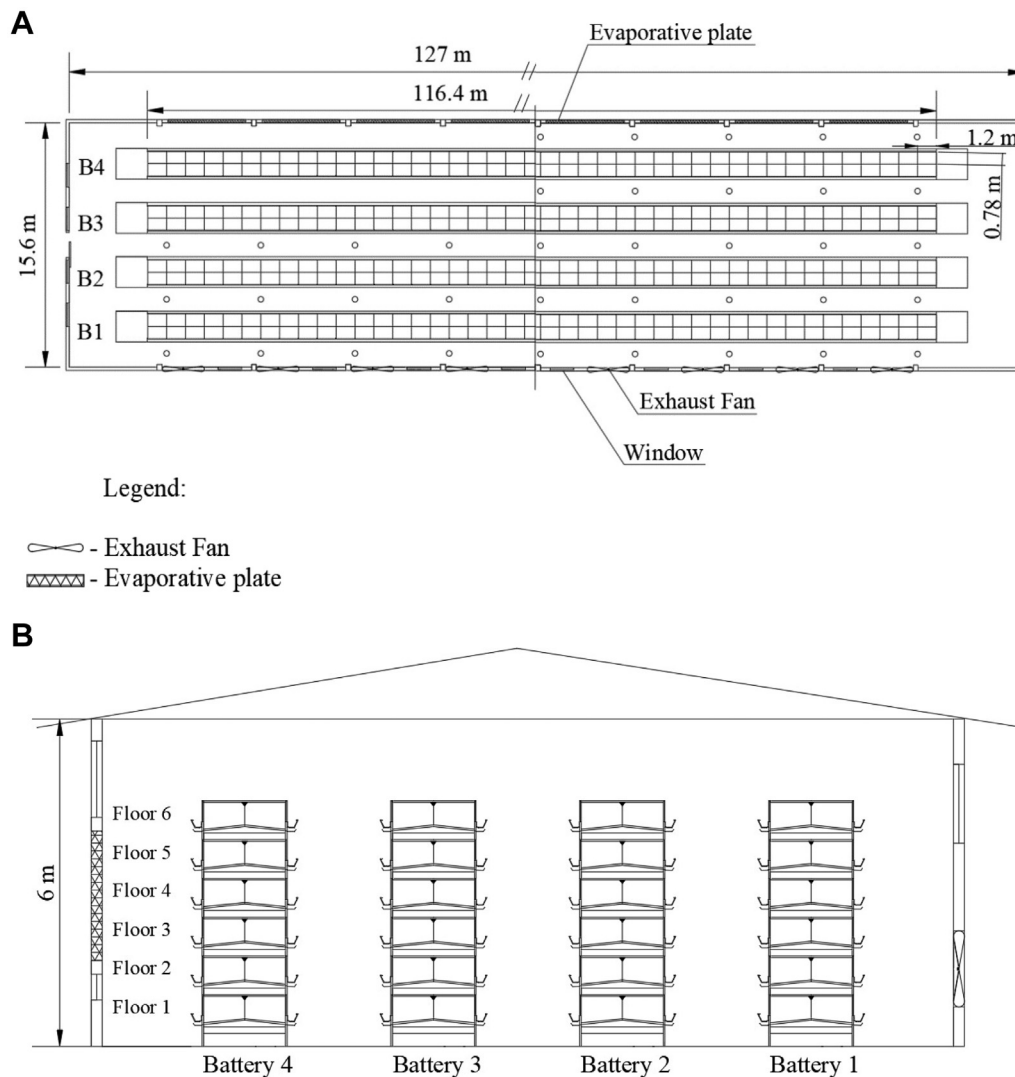 A
Evaporative plate
127 m
116.4 m
1.2 m
B4
0.78 m
B3
15.6 m
B2
B1
Exhaust Fan
Window
Legend:
- Exhaust Fan
- Evaporative plate
B
Floor 6
Floor 5
Floor 4
6 m
Floor 3
Floor 2
Floor 1
Battery 4 Battery 3 Battery 2 Battery 1